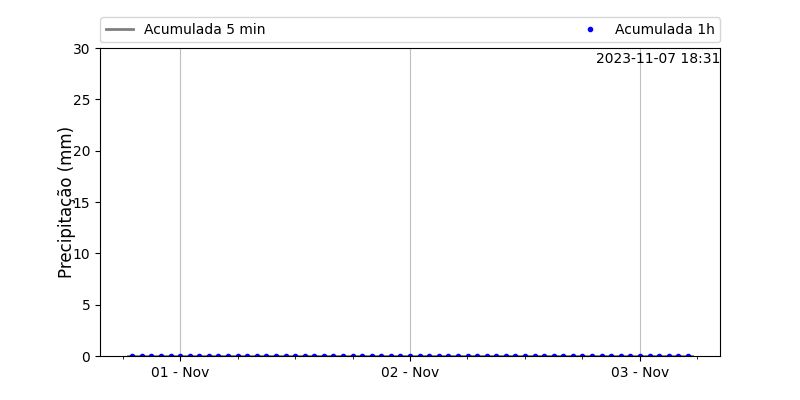 Acumulada 5 min
Acumulada 1h
2023-11-07 18:31
Precipitação (mm)
30
25
20
15
10
5
0
01 - Nov
02 - Nov
03 - Nov